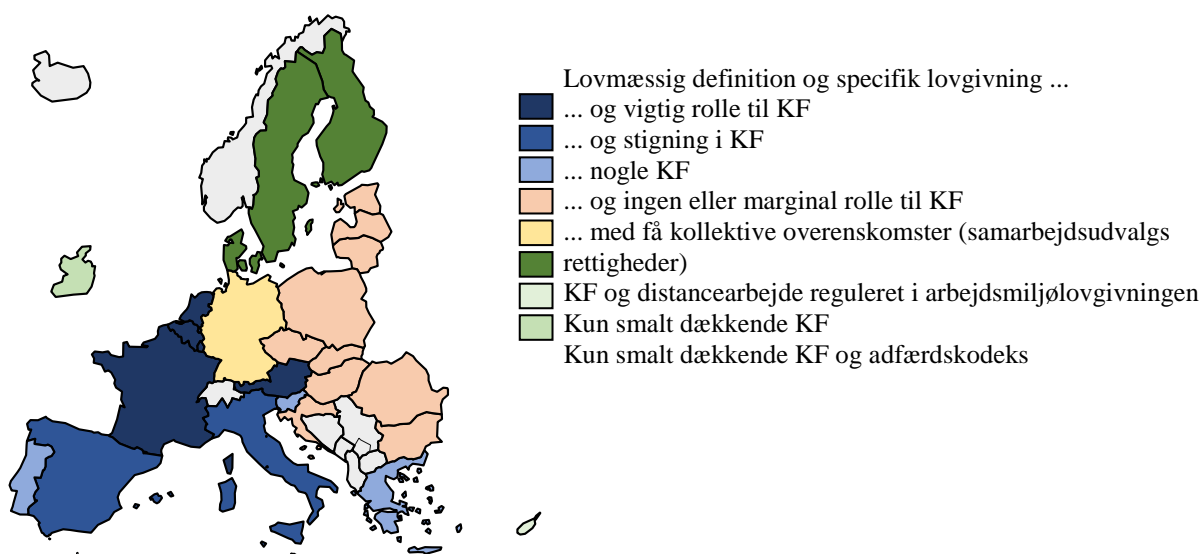 Lovmæssig definition og specifik lovgivning ...
... og vigtig rolle til KF
... og stigning i KF
... nogle KF
... og ingen eller marginal rolle til KF
... med få kollektive overenskomster (samarbejdsudvalgs
rettigheder)
KF og distancearbejde reguleret i arbejdsmiljølovgivningen
Kun smalt dækkende KF
Kun smalt dækkende KF og adfærdskodeks